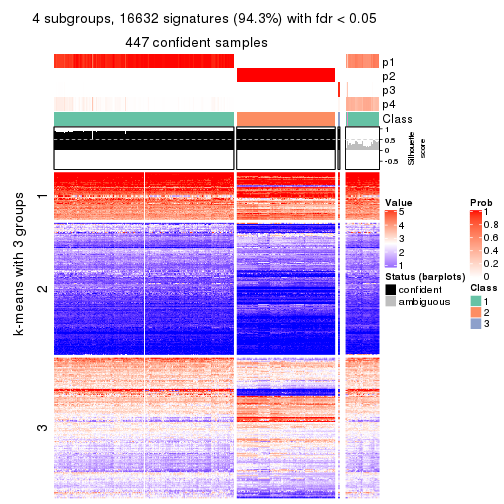 4 subgroups, 16632 signatures (94.3%) with fdr < 0.05
447 confident samples
p1
p2
p3
p4
Class
1
0.5
0
-0.5
Silhouette
score
k-means with 3 groups
1
2
3
Value
5
4
3
2
1
Status (barplots)
confident
ambiguous
Prob
1
0.8
0.6
0.4
0.2
0
Class
1
2
3